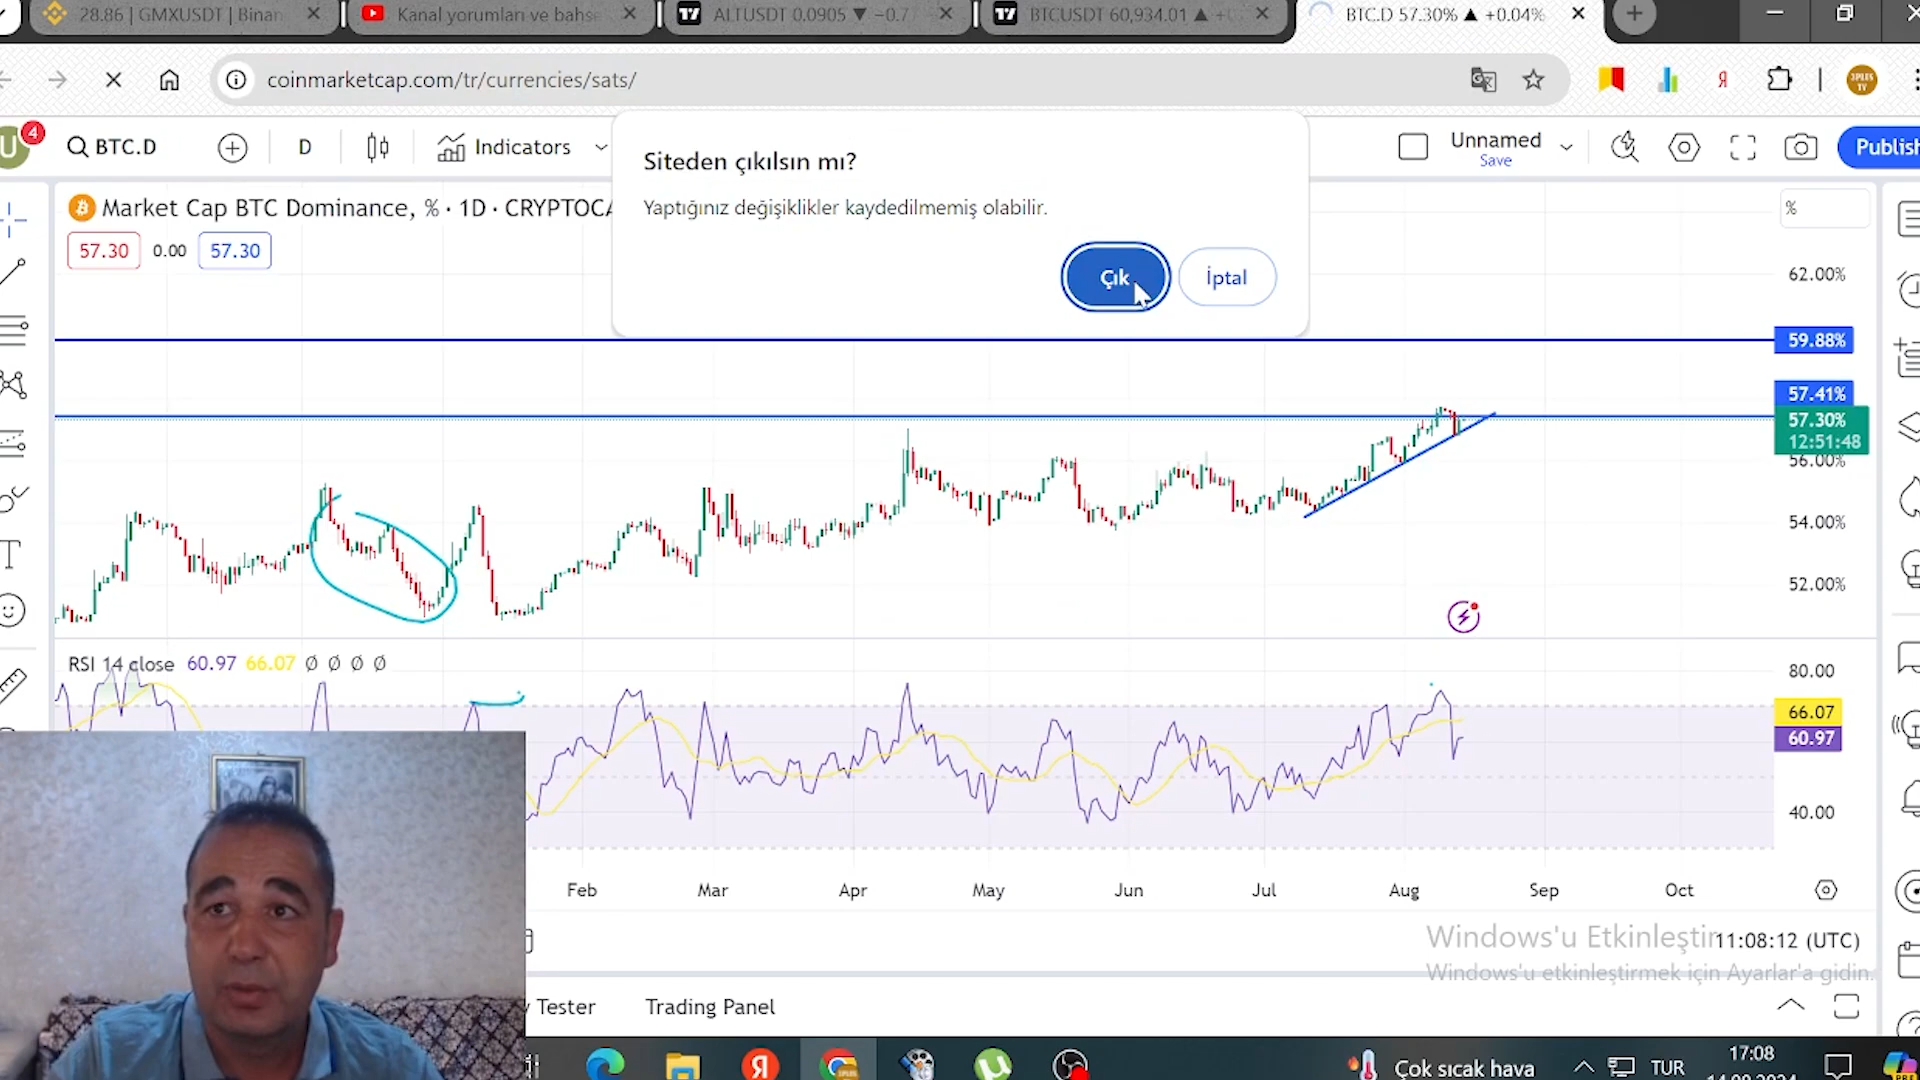 28.86 | GMXUSDT | Binan
Kanal yorumları ve bahse
ALTUSDT 0.0905 ▼ −0.7
BTCUSDT 60,934.01 ▲ +
BTC.D 57.30% ▲ +0.04%
coinmarketcap.com/tr/currencies/sats/
U
4
BTC.D
D
Indicators
Siteden çıkılsın mı?
Yaptığınız değişiklikler kaydedilmemiş olabilir.
Çık
İptal
Unnamed
Save
Publish
Market Cap BTC Dominance, % · 1D · CRYPTOCA
57.30
0.00
57.30
%
62.00%
59.88%
57.41%
57.30%
12:51:48
56.00%
54.00%
52.00%
RSI 14 close 60.97 66.07 Ø Ø Ø Ø
80.00
66.07
60.97
40.00
Feb
Mar
Apr
May
Jun
Jul
Aug
Sep
Oct
Windows'u Etkinleştir
11:08:12 (UTC)
Windows'u etkinleştirmek için Ayarlar'a gidin.
Tester
Trading Panel
Çok sıcak hava
TUR
17:08